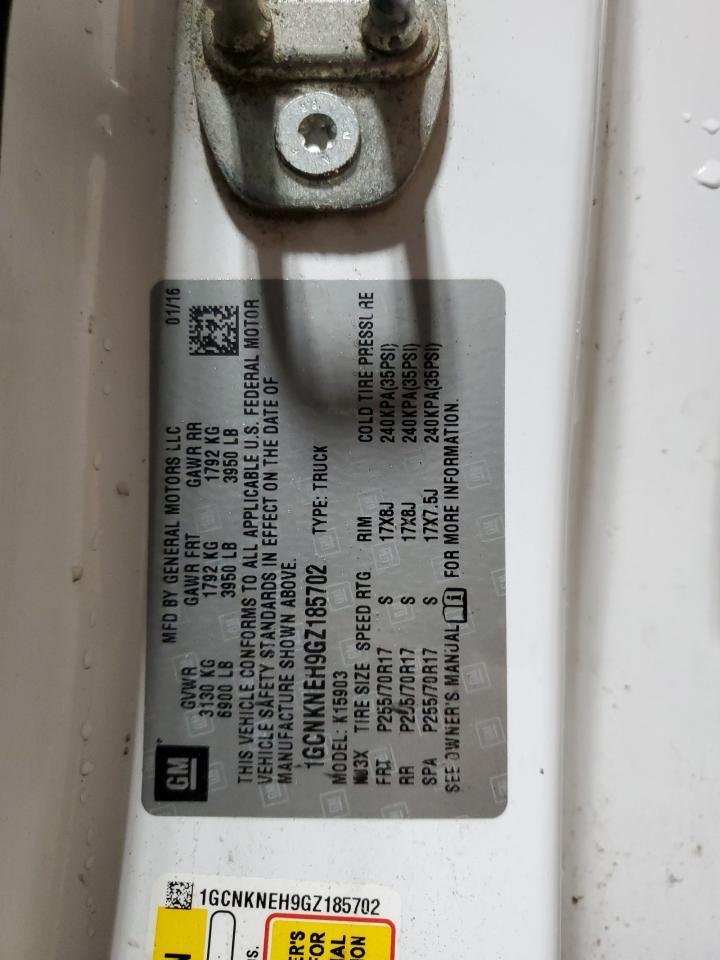 GM
MFD BY GENERAL MOTORS LLC 01/16
GVWR GAWR FRT GAWR RR
3130 KG 1792 KG 1792 KG
6900 LB 3950 LB 3950 LB
THIS VEHICLE CONFORMS TO ALL APPLICABLE U.S. FEDERAL MOTOR
VEHICLE SAFETY STANDARDS IN EFFECT ON THE DATE OF
MANUFACTURE SHOWN ABOVE.
1GCNKNEH9GZ185702 TYPE: TRUCK
MODEL: K15903
TIRE SIZE SPEED RTG RIM COLD TIRE PRESSURE
FRT P255/70R17 S 17X8J 240KPA(35PSI)
RR P255/70R17 S 17X8J 240KPA(35PSI)
SPA P255/70R17 S 17X7.5J 240KPA(35PSI)
SEE OWNER'S MANUAL FOR MORE INFORMATION.
1GCNKNEH9GZ185702